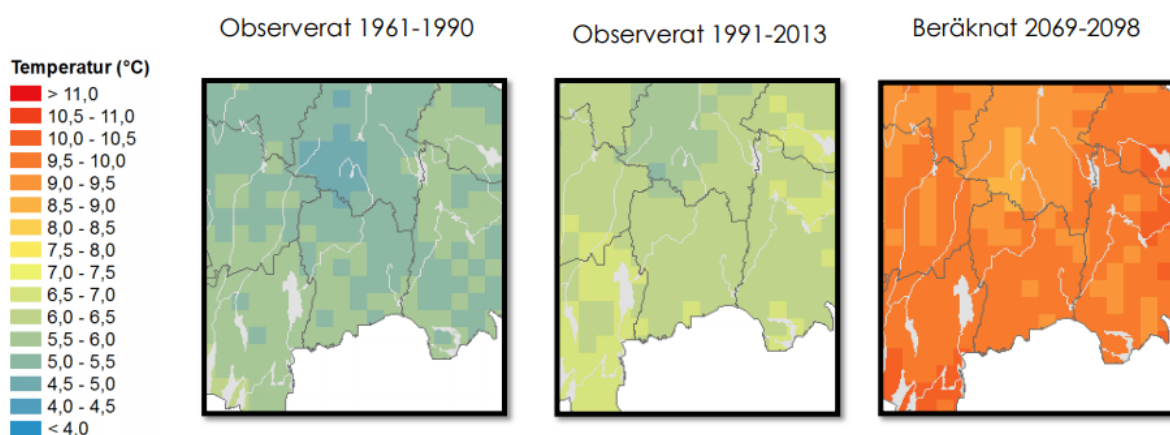 Observerat 1961-1990
Observerat 1991-2013
Beräknat 2069-2098
Temperatur (°C)
> 11,0
10,5 - 11,0
10,0 - 10,5
9,5 - 10,0
9,0 - 9,5
8,5 - 9,0
8,0 - 8,5
7,5 - 8,0
7,0 - 7,5
6,5 - 7,0
6,0 - 6,5
5,5 - 6,0
5,0 - 5,5
4,5 - 5,0
4,0 - 4,5
< 4,0